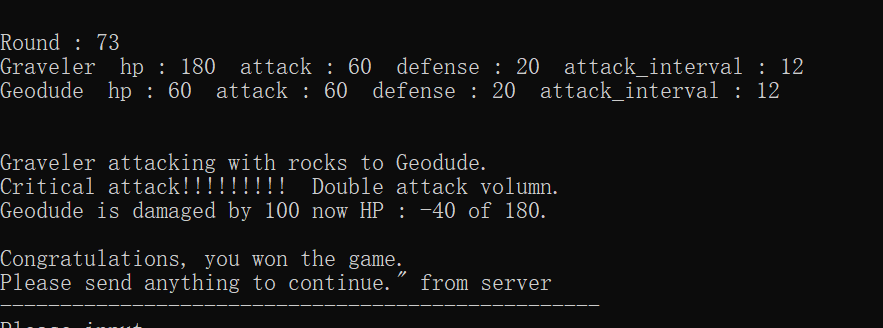 Round : 73
Graveler  hp : 180  attack : 60  defense : 20  attack_interval : 12
Geodude  hp : 60  attack : 60  defense : 20  attack_interval : 12
Graveler attacking with rocks to Geodude.
Critical attack!!!!!!!!!  Double attack volumn.
Geodude is damaged by 100 now HP : -40 of 180.
Congratulations, you won the game.
Please send anything to continue.″ from server
--------------------------------------------------
Please input